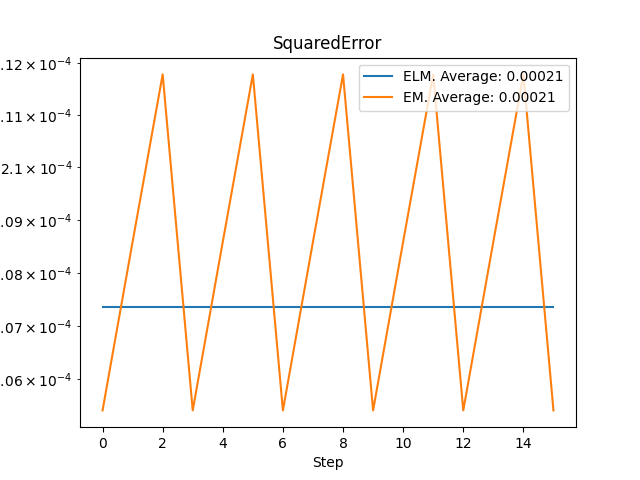 SquaredError
ELM. Average: 0.00021
EM. Average: 0.00021
.12 × 10⁻⁴
.11 × 10⁻⁴
2.1 × 10⁻⁴
.09 × 10⁻⁴
.08 × 10⁻⁴
.07 × 10⁻⁴
.06 × 10⁻⁴
0 2 4 6 8 10 12 14
Step